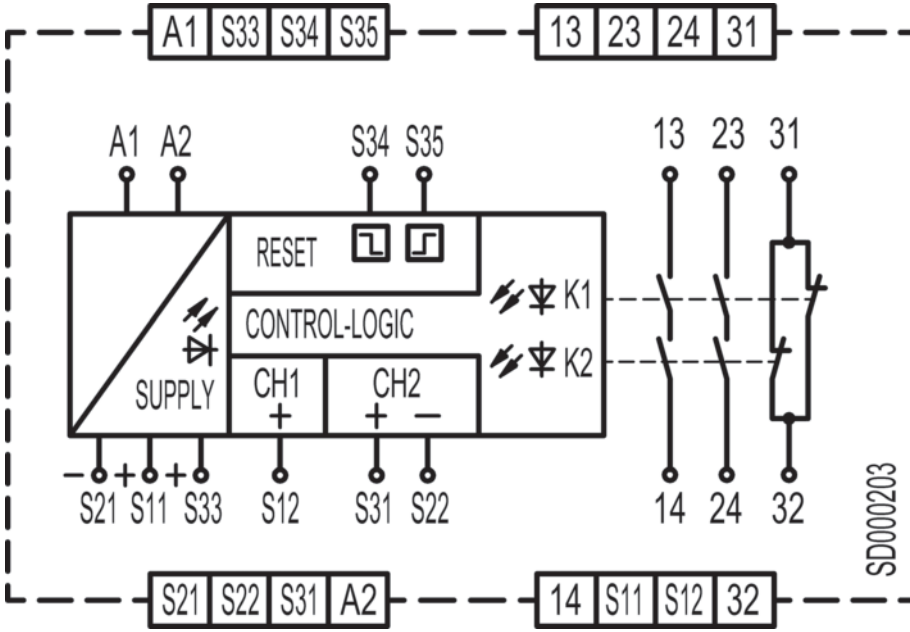 A1 S33 S34 S35 13 23 24 31
A1 A2 S34 S35 13 23 31
RESET
K1
CONTROL-LOGIC
K2
SUPPLY CH1 CH2
+ + −
− + +
S21 S11 S33 S12 S31 S22 14 24 32
SD000203
S21 S22 S31 A2 14 S11 S12 32